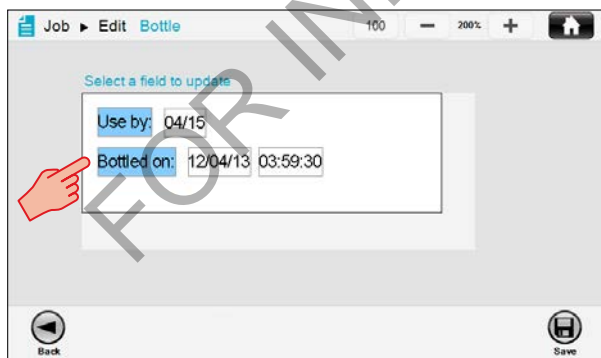 Job ▶ Edit Bottle 100 — 200% +
Select a field to update
Use by: 04/15
Bottled on: 12/04/13 03:59:30
FOR IN
Back Save